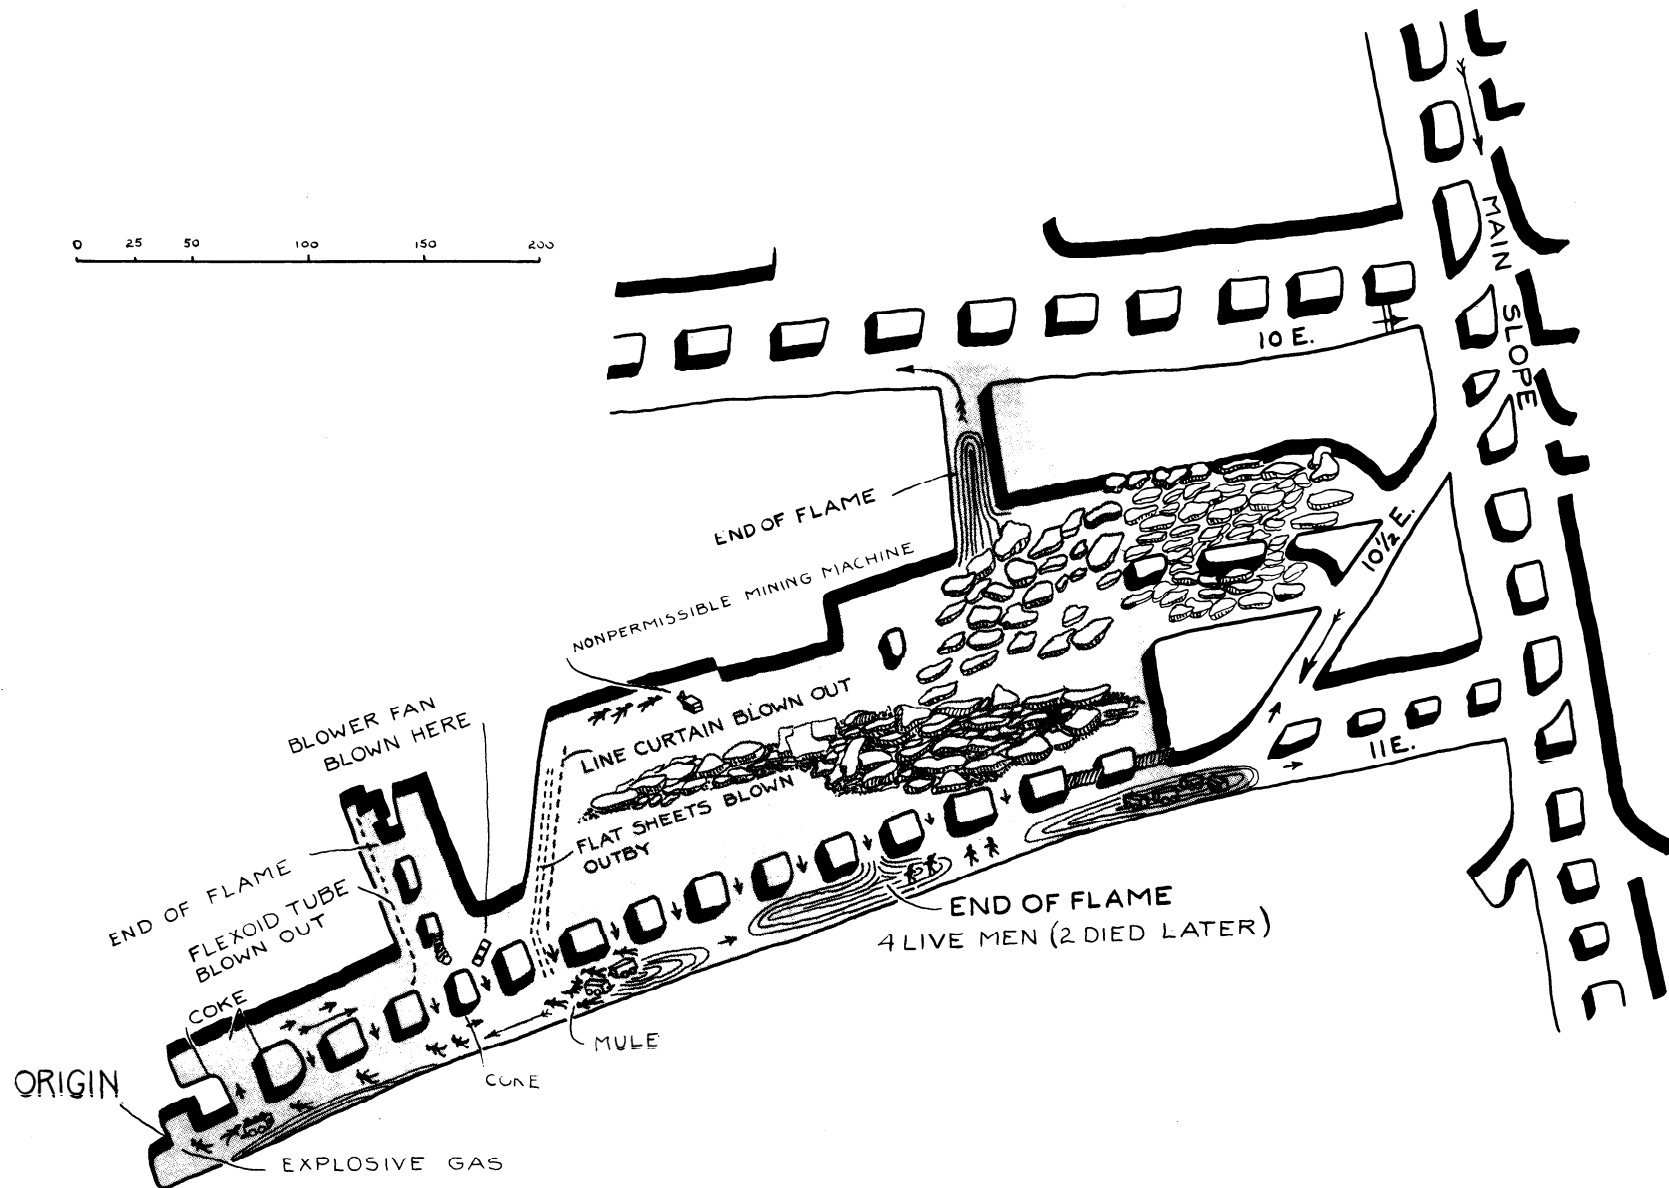 0 25 50 100 150 200
MAIN SLOPE
10 E.
END OF FLAME
10½ E.
NONPERMISSIBLE MINING MACHINE
BLOWER FAN
BLOWN HERE
LINE CURTAIN BLOWN OUT
11 E.
FLAT SHEETS BLOWN
OUTBY
END OF FLAME
FLEXOID TUBE
BLOWN OUT
END OF FLAME
4 LIVE MEN (2 DIED LATER)
COKE
MULE
COKE
ORIGIN
EXPLOSIVE GAS